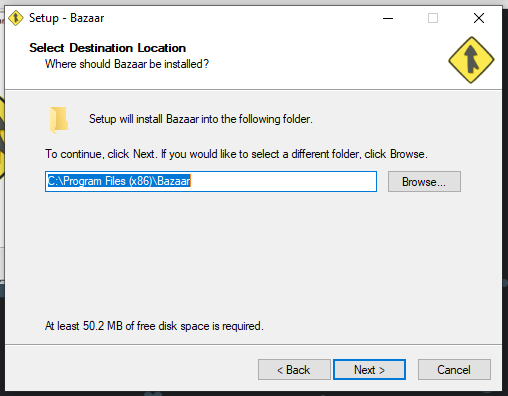 Setup - Bazaar
Select Destination Location
Where should Bazaar be installed?
Setup will install Bazaar into the following folder.
To continue, click Next. If you would like to select a different folder, click Browse.
C:\Program Files (x86)\Bazaar
Browse...
At least 50.2 MB of free disk space is required.
< Back
Next >
Cancel